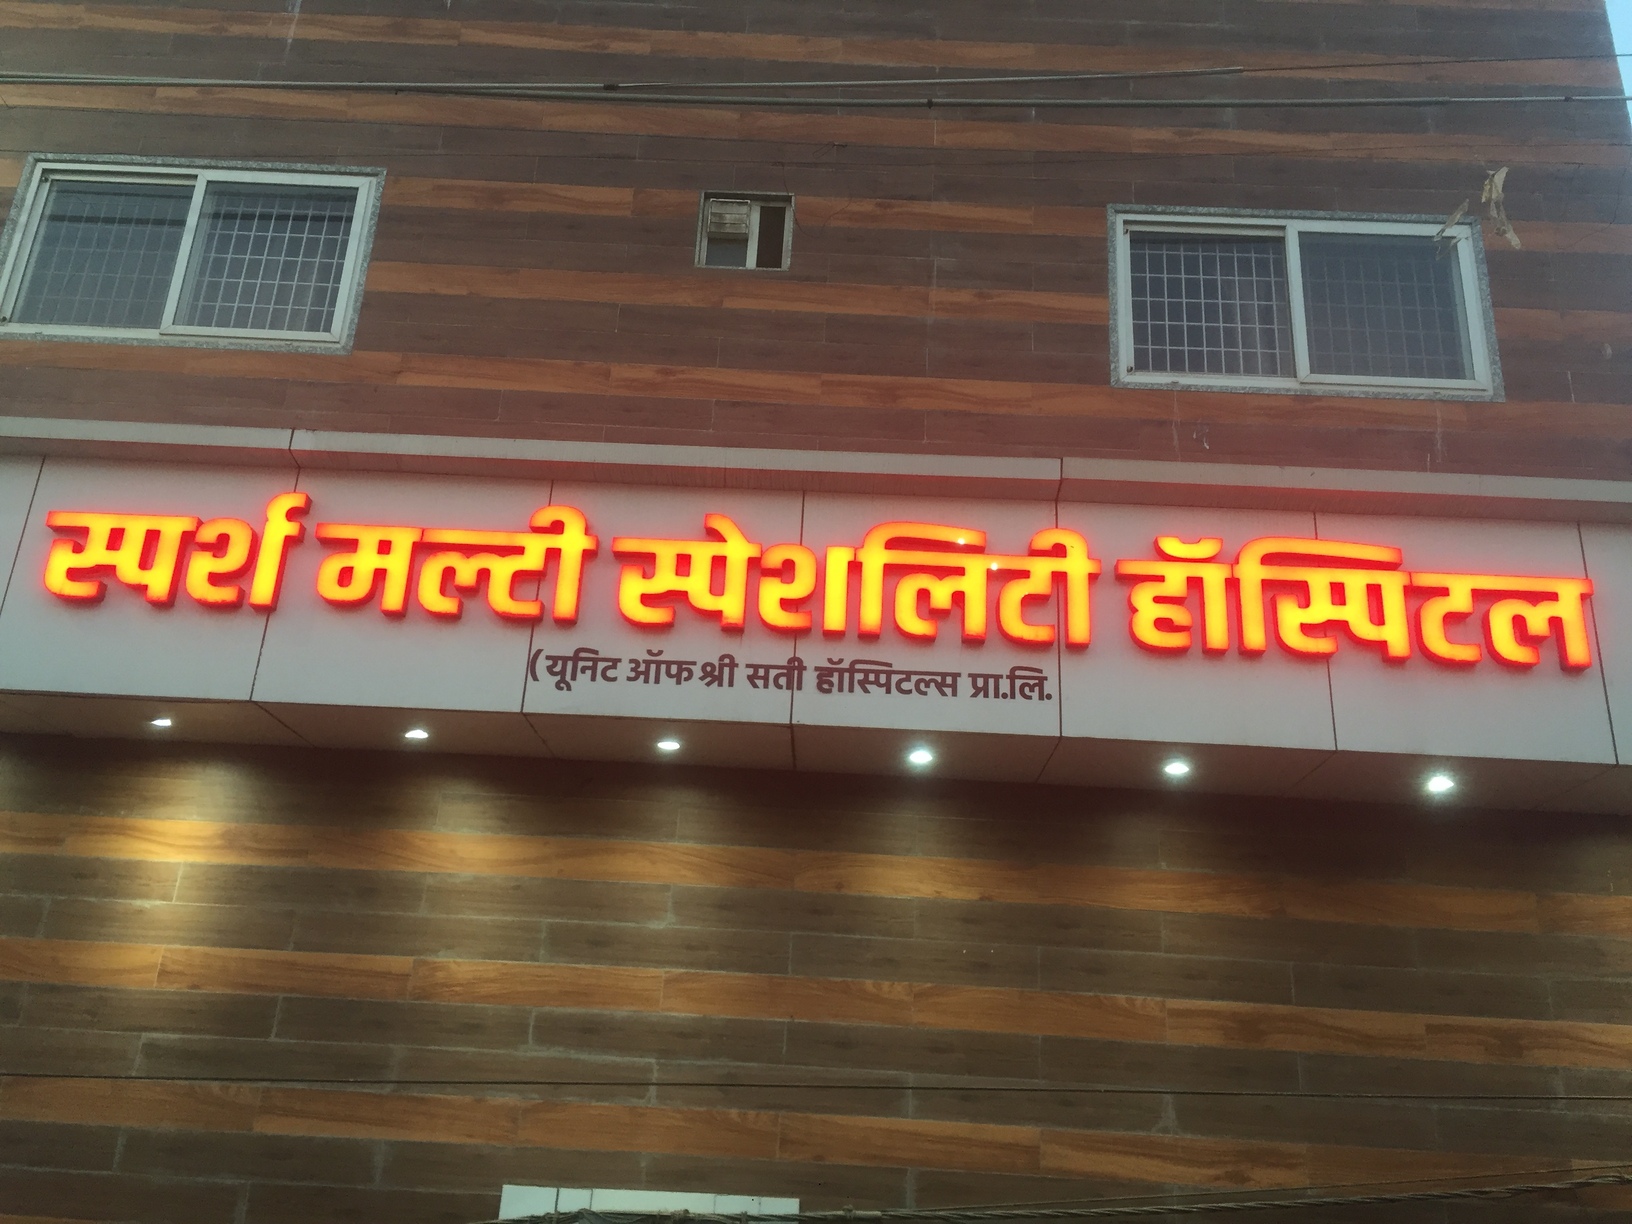 स्पर्श मल्टी स्पेशलिटी हॉस्पिटल
(यूनिट ऑफ श्री सती हॉस्पिटल्स प्रा.लि.